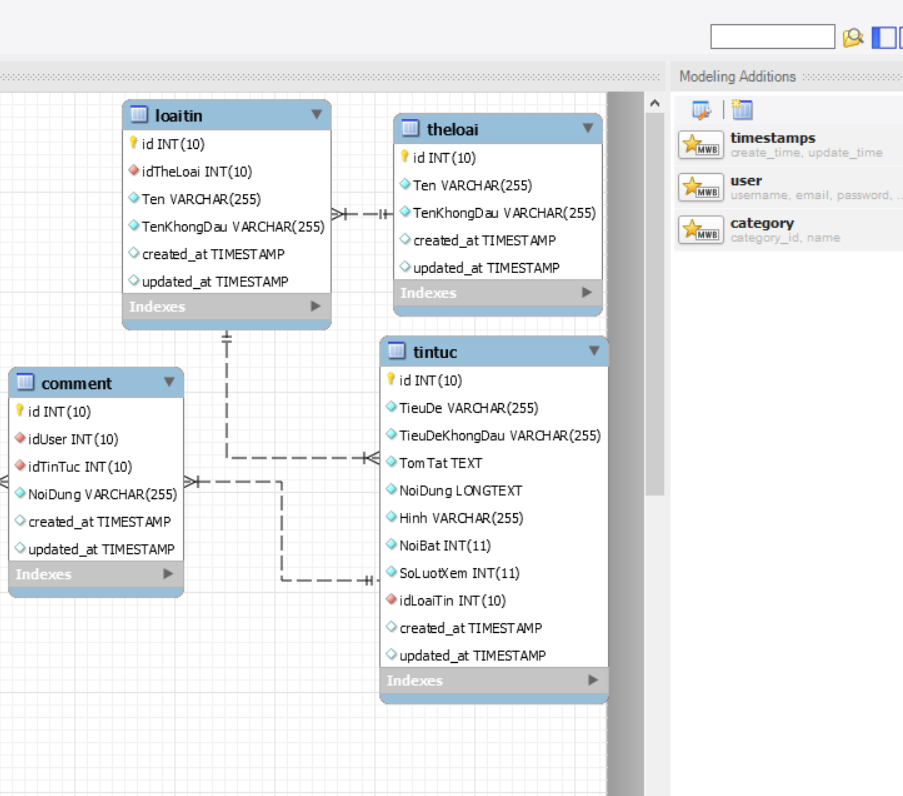 Modeling Additions
loaitin
id INT(10)
idTheLoai INT(10)
Ten VARCHAR(255)
TenKhongDau VARCHAR(255)
created_at TIMESTAMP
updated_at TIMESTAMP
Indexes
theloai
id INT(10)
Ten VARCHAR(255)
TenKhongDau VARCHAR(255)
created_at TIMESTAMP
updated_at TIMESTAMP
Indexes
comment
id INT(10)
idUser INT(10)
idTinTuc INT(10)
NoiDung VARCHAR(255)
created_at TIMESTAMP
updated_at TIMESTAMP
Indexes
tintuc
id INT(10)
TieuDe VARCHAR(255)
TieuDeKhongDau VARCHAR(255)
TomTat TEXT
NoiDung LONGTEXT
Hinh VARCHAR(255)
NoiBat INT(11)
SoLuotXem INT(11)
idLoaiTin INT(10)
created_at TIMESTAMP
updated_at TIMESTAMP
Indexes
MWB
timestamps
create_time, update_time
MWB
user
username, email, password, ...
MWB
category
category_id, name